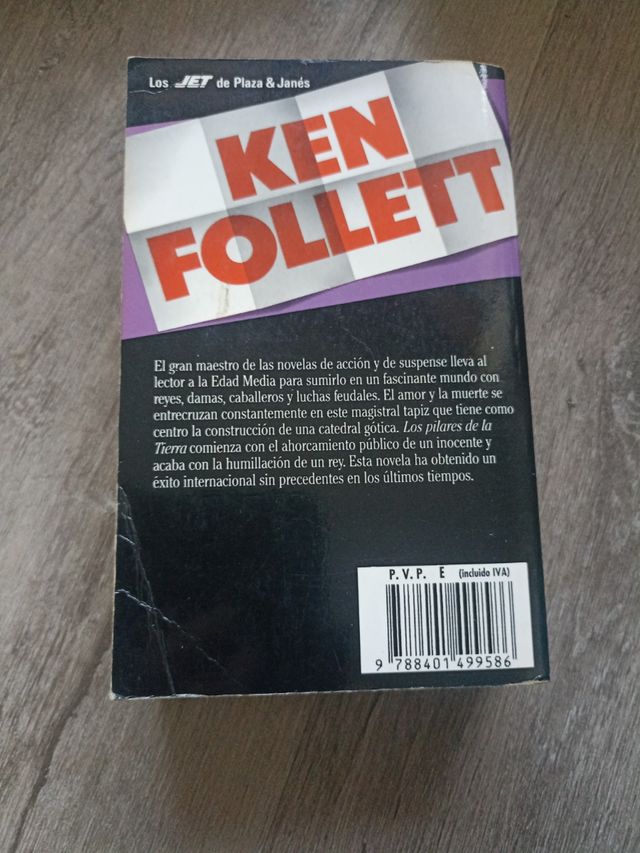 Los JET de Plaza & Janés
KEN
FOLLETT
El gran maestro de las novelas de acción y de suspense lleva al
lector a la Edad Media para sumirlo en un fascinante mundo con
reyes, damas, caballeros y luchas feudales. El amor y la muerte se
entrecruzan constantemente en este magistral tapiz que tiene como
centro la construcción de una catedral gótica. Los pilares de la
Tierra comienza con el ahorcamiento público de un inocente y
acaba con la humillación de un rey. Esta novela ha obtenido un
éxito internacional sin precedentes en los últimos tiempos.
P.V.P. E (incluido IVA)
9 788401 499586